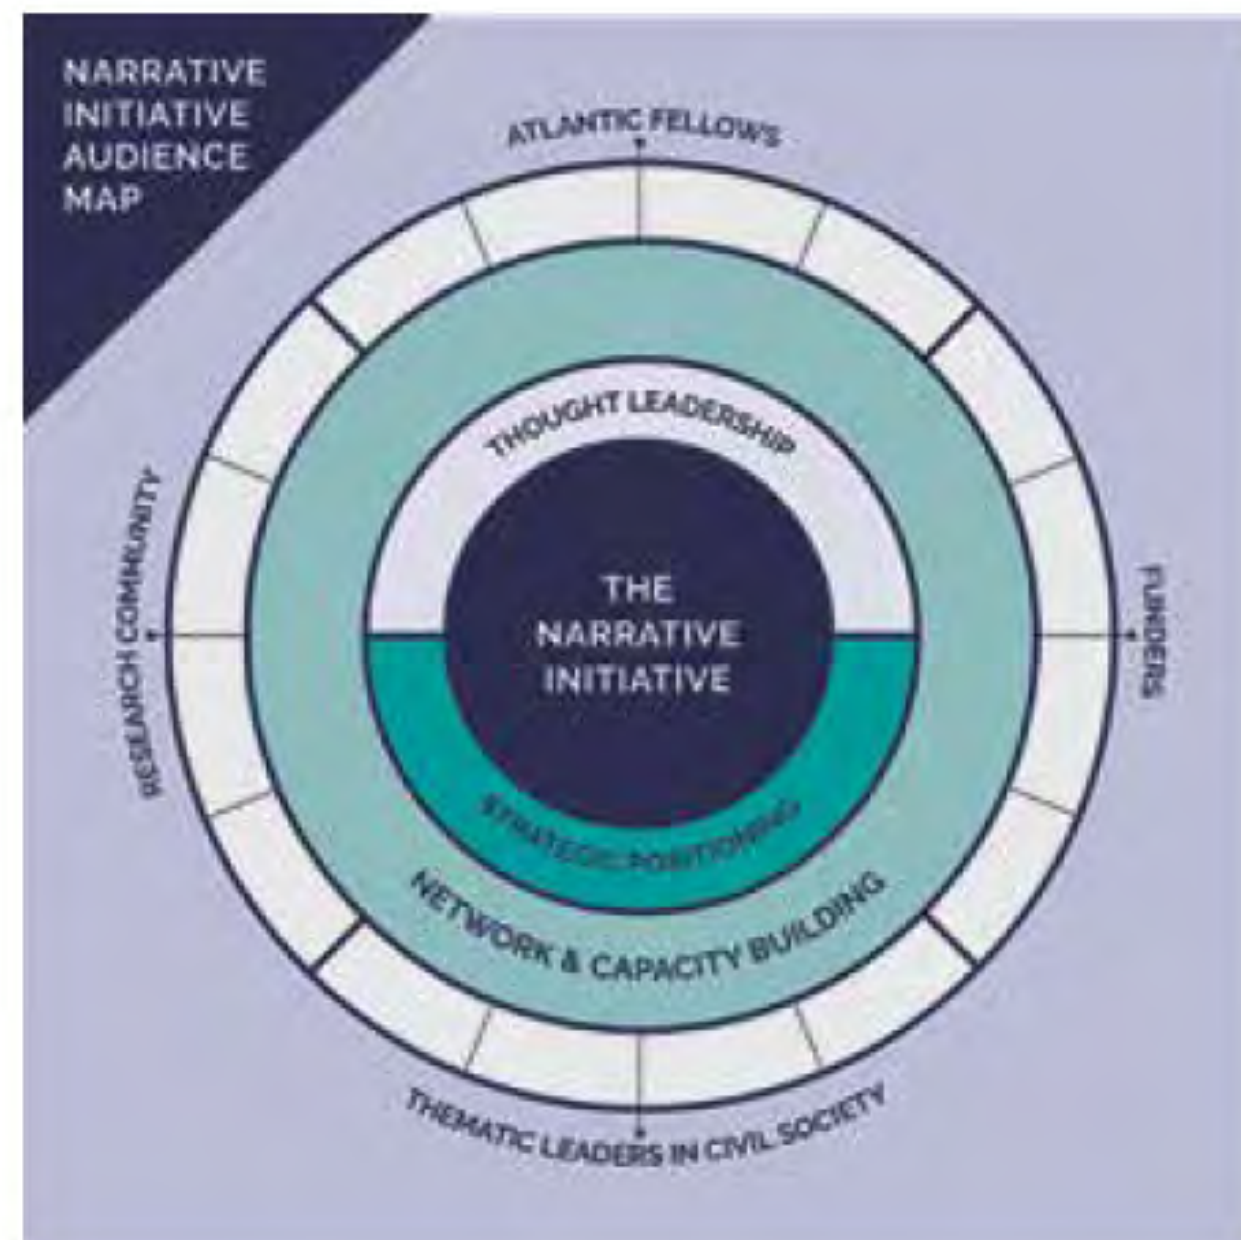 NARRATIVE
INITIATIVE
AUDIENCE
MAP
ATLANTIC FELLOWS
THOUGHT LEADERSHIP
RESEARCH COMMUNITY
THE
NARRATIVE
INITIATIVE
FUNDERS
STRATEGIC POSITIONING
NETWORK & CAPACITY BUILDING
THEMATIC LEADERS IN CIVIL SOCIETY